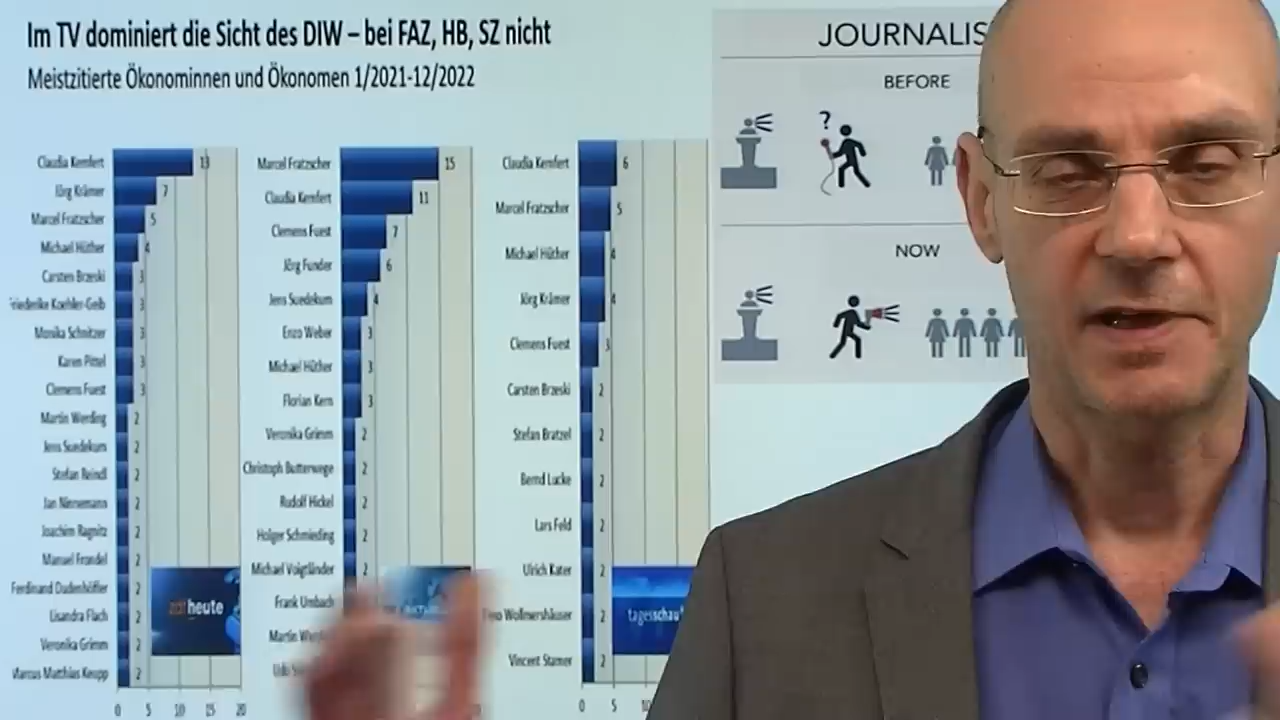 Im TV dominiert die Sicht des DIW – bei FAZ, HB, SZ nicht
Meistzitierte Ökonominnen und Ökonomen 1/2021-12/2022
Claudia Kemfert 13
Jörg Krämer 7
Marcel Fratzscher 5
Michael Hüther 4
Carsten Brzeski 3
Friederike Koehler-Geib 3
Monika Schnitzer 3
Karen Pittel 3
Clemens Fuest 3
Martin Werding 2
Jens Suedekum 2
Stefan Reindl 2
Jan Ninnemann 2
Joachim Ragnitz 2
Manuel Frondel 2
Ferdinand Dudenhöffer 2
Lisandra Flach 2
Veronika Grimm 2
Marcus Matthias Keupp 2
0 5 10 15 20
heute
Marcel Fratzscher 15
Claudia Kemfert 11
Clemens Fuest 7
Jörg Funder 6
Jens Suedekum 4
Enzo Weber 3
Michael Hüther 3
Florian Kern 3
Veronika Grimm 2
Christoph Butterwege 2
Rudolf Hickel 2
Holger Schmieding 2
Michael Voigtländer 2
Frank Umbach
Martin
Udo
Claudia Kemfert 6
Marcel Fratzscher 5
Michael Hüther 4
Jörg Krämer 4
Clemens Fuest 3
Carsten Brzeski 2
Stefan Bratzel 2
Bernd Lucke 2
Lars Feld 2
Ulrich Kater 2
Wollmershäuser 2
Vincent Stamer 2
0 5
tagesschau
JOURNALIS
BEFORE
?
NOW